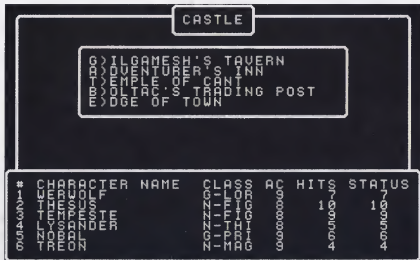 CASTLE
G)ILGAMESH'S TAVERN
A)DVENTURER'S INN
T)EMPLE OF CANT
B)OLTAC'S TRADING POST
E)DGE OF TOWN
# CHARACTER NAME CLASS AC HITS STATUS
1 WERWOLF G-LOR 9 7 7
2 THESUS N-FIG 8 10 10
3 TEMPESTE N-FIG 8 9 9
4 LYSANDER N-THI 8 5 5
5 NOBAL G-PRI 9 6 6
6 TREON N-MAG 9 4 4